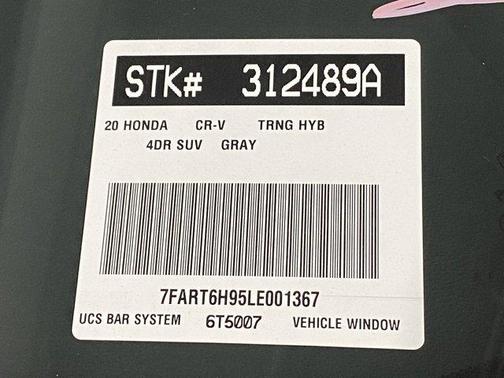 STK# 312489A
20 HONDA CR-V TRNG HYB
4DR SUV GRAY
7FART6H95LE001367
UCS BAR SYSTEM 6T5007 VEHICLE WINDOW